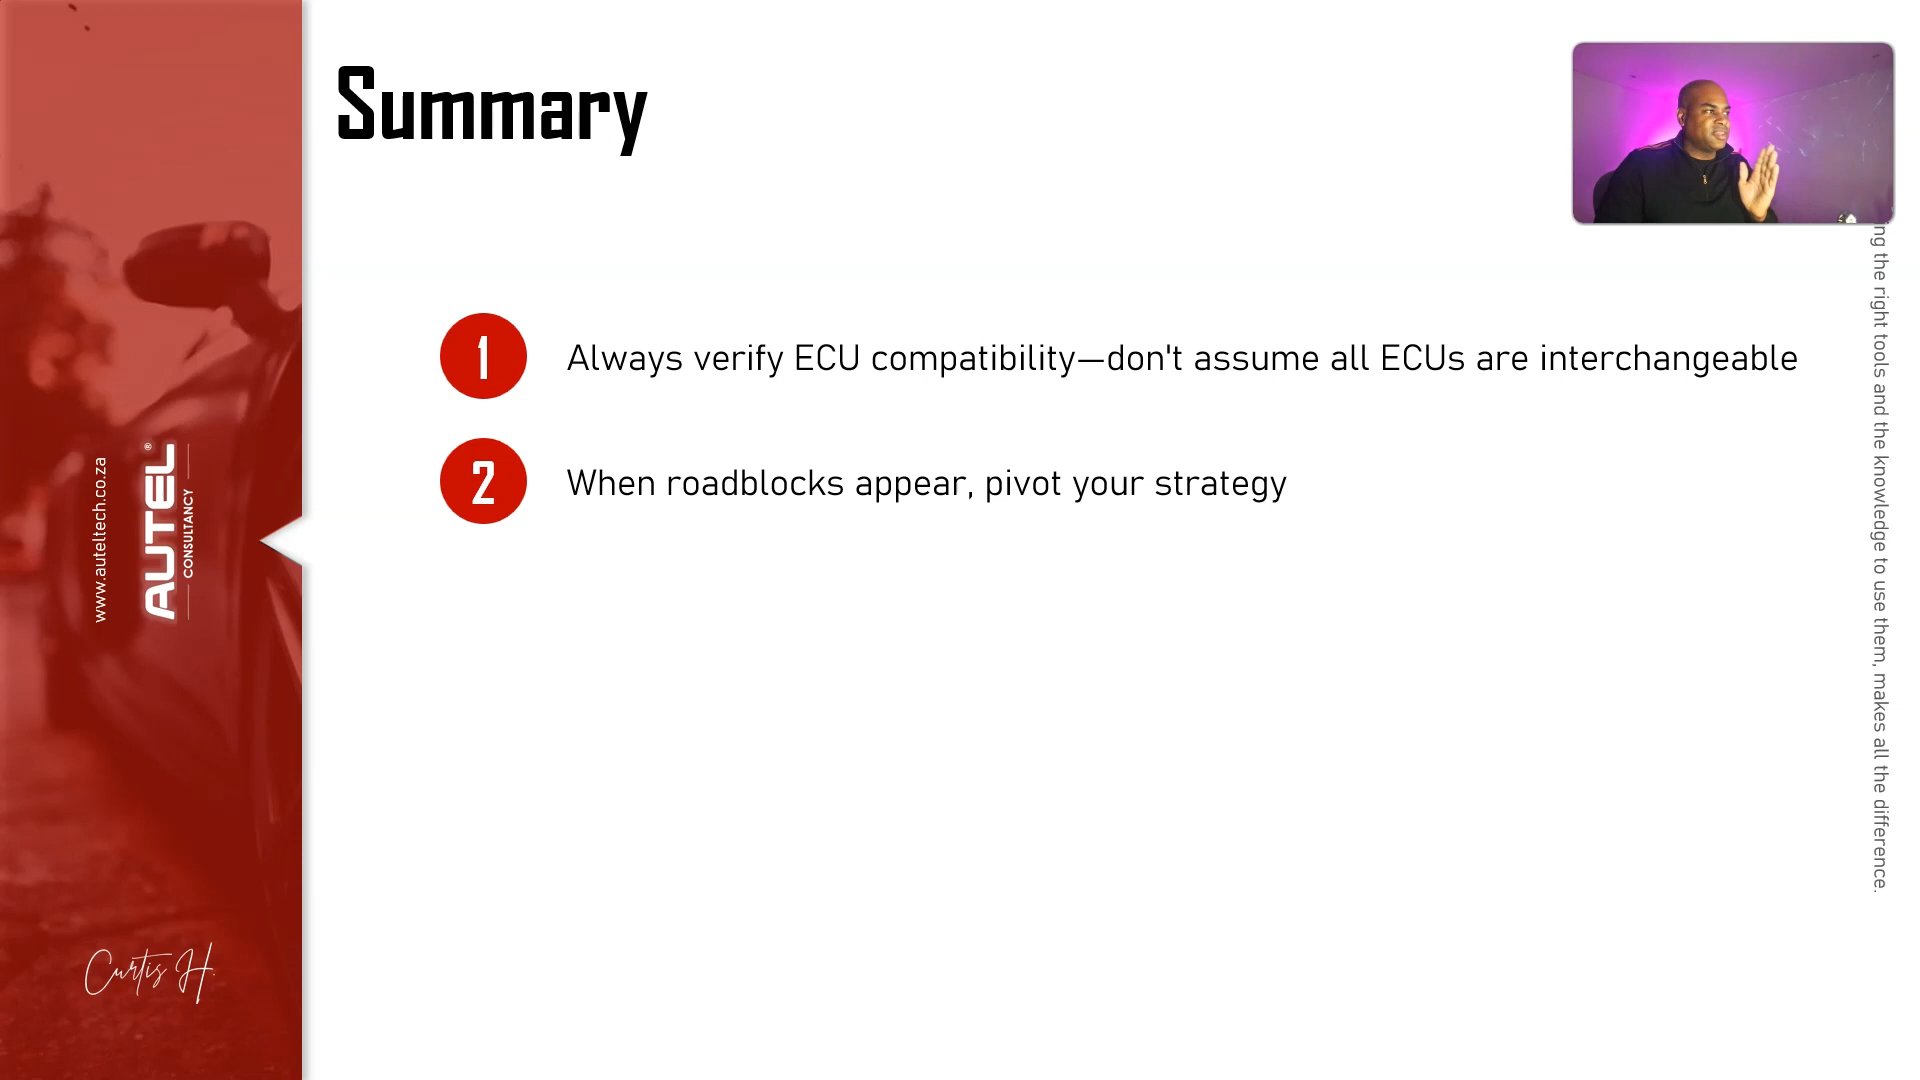 Summary
1
Always verify ECU compatibility—don't assume all ECUs are interchangeable
2
When roadblocks appear, pivot your strategy
www.auteltech.co.za
AUTEL®
CONSULTANCY
Curtis H.
the right tools and the knowledge to use them, makes all the difference.